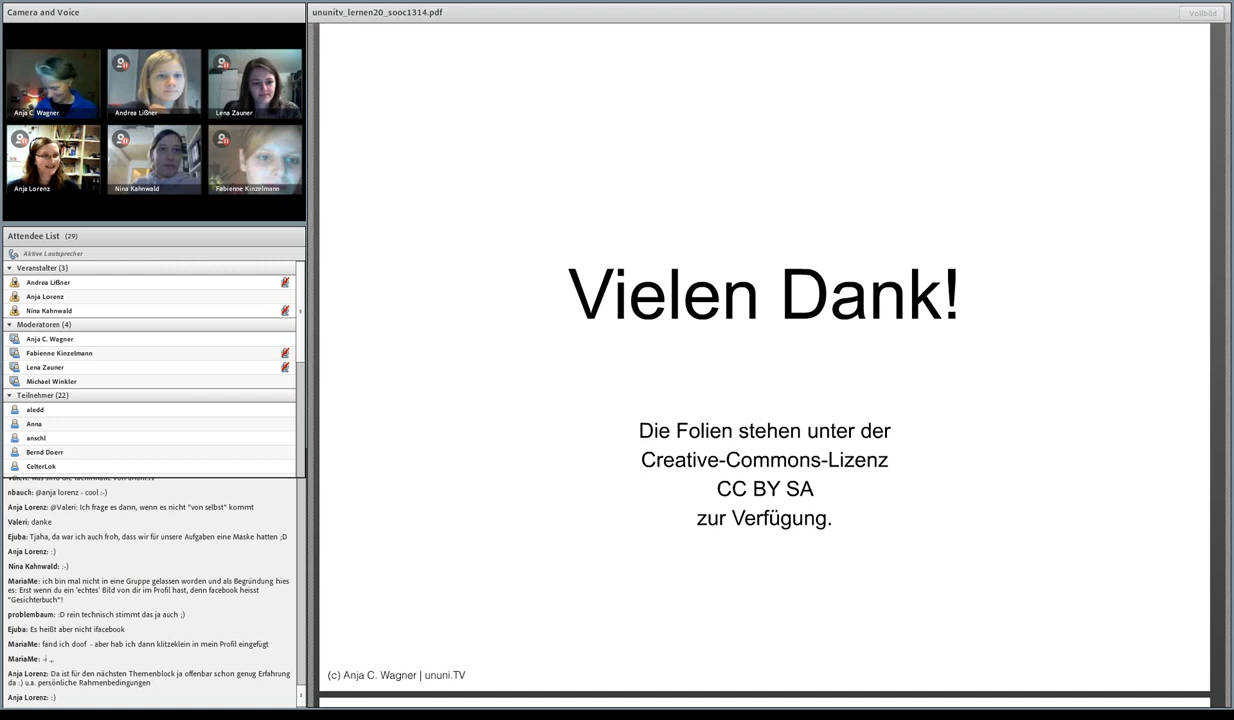 Camera and Voice
Anja C. Wagner
Andrea Lißner
Lena Zauner
Anja Lorenz
Nina Kahnwald
Fabienne Kinzelmann
Attendee List (29)
Aktive Lautsprecher
Veranstalter (3)
Andrea Lißner
Anja Lorenz
Nina Kahnwald
Moderatoren (4)
Anja C. Wagner
Fabienne Kinzelmann
Lena Zauner
Michael Winkler
Teilnehmer (22)
aledd
Anna
anschl
Bernd Doerr
CelterLok
nbauch: @anja lorenz - cool :-)
Anja Lorenz: @Valeri: Ich frage es dann, wenn es nicht "von selbst" kommt
Valeri: danke
Ejuba: Tjaha, da war ich auch froh, dass wir für unsere Aufgaben eine Maske hatten ;D
Anja Lorenz: :)
Nina Kahnwald: :-)
MariaMe: ich bin mal nicht in eine Gruppe gelassen worden und als Begründung hies
es: Erst wenn du ein 'echtes' Bild von dir im Profil hast, denn facebook heisst
"Gesichterbuch"!
problembaum: :D rein technisch stimmt das ja auch ;)
Ejuba: Es heißt aber nicht ifacebook
MariaMe: fand ich doof - aber hab ich dann klitzeklein in mein Profil eingefügt
MariaMe: -i
Anja Lorenz: Da ist für den nächsten Themenblock ja offenbar schon genug Erfahrung
da :) u.a. persönliche Rahmenbedingungen
Anja Lorenz: :)
ununitv_lernen20_sooc1314.pdf
Vollbild
Vielen Dank!
Die Folien stehen unter der
Creative-Commons-Lizenz
CC BY SA
zur Verfügung.
(c) Anja C. Wagner | ununi.TV